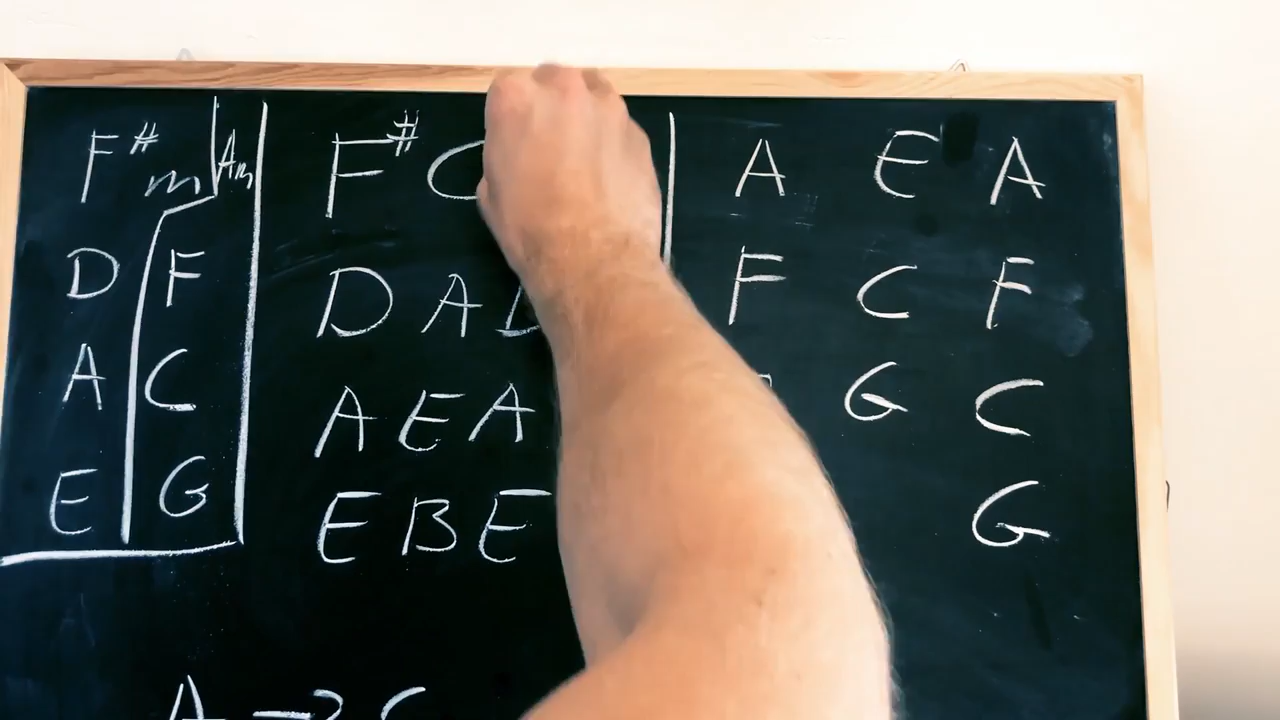 F#m Am F# C A E A
D F D A F C F
A C A E A G C
E G E B E G
A → C